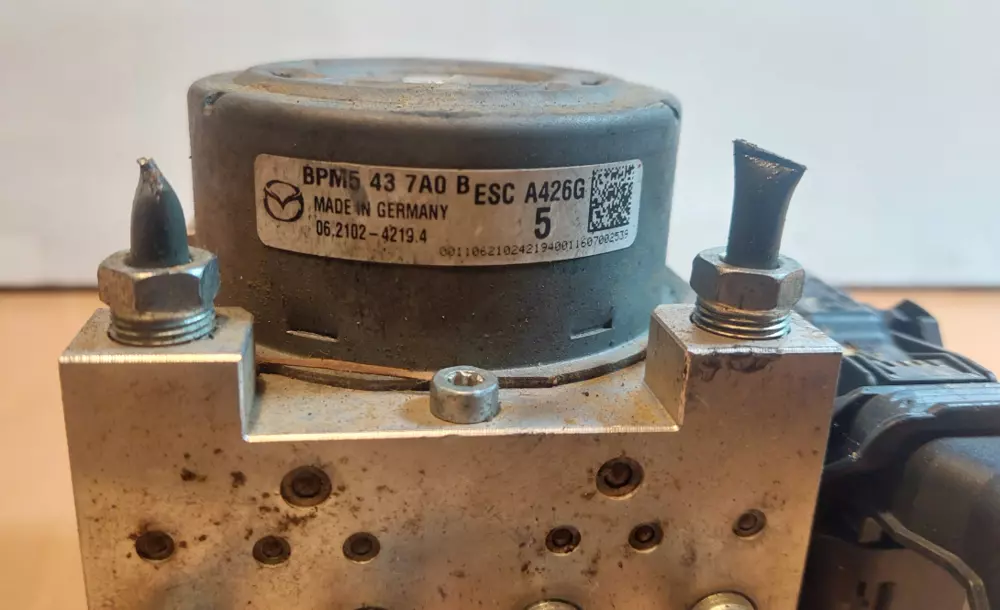 BPM5 43 7A0 B ESC A426G
MADE IN GERMANY 5
06.2102-4219.4
0011062102421940011607002539